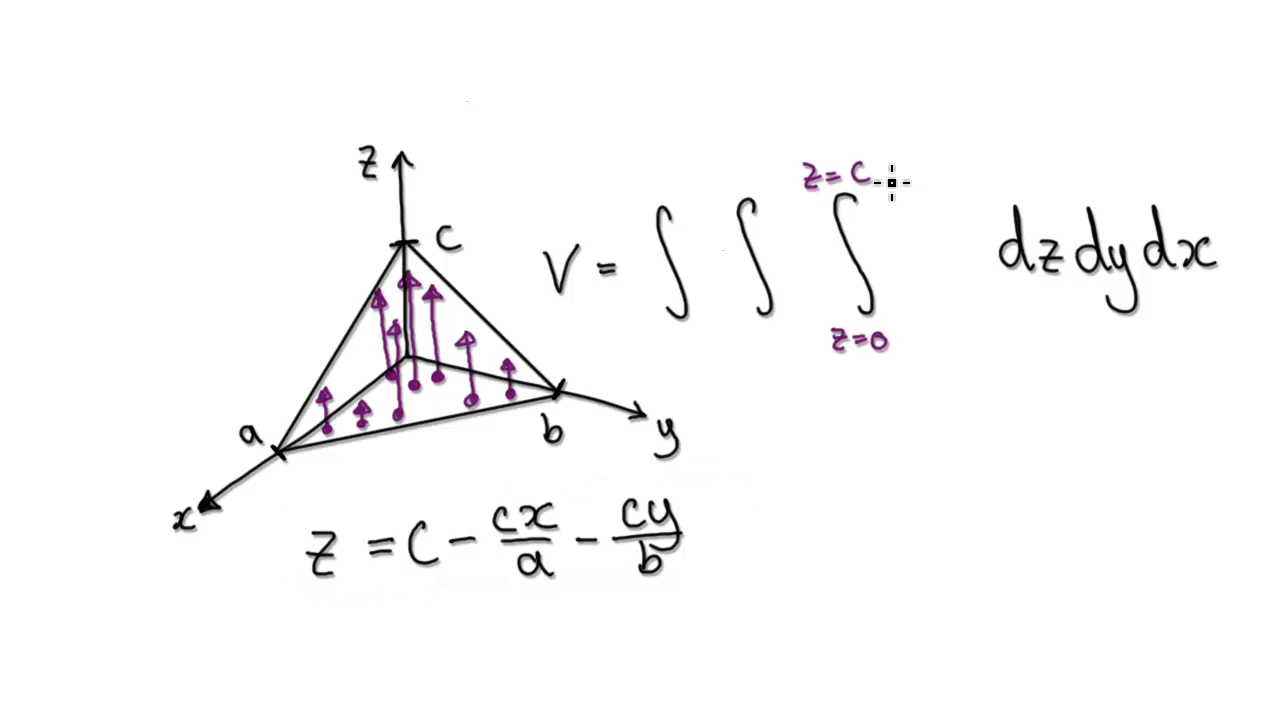 z
c
z = c
V = ∫ ∫ ∫ dz dy dx
z = 0
a
b
y
x
z = c - cx/a - cy/b